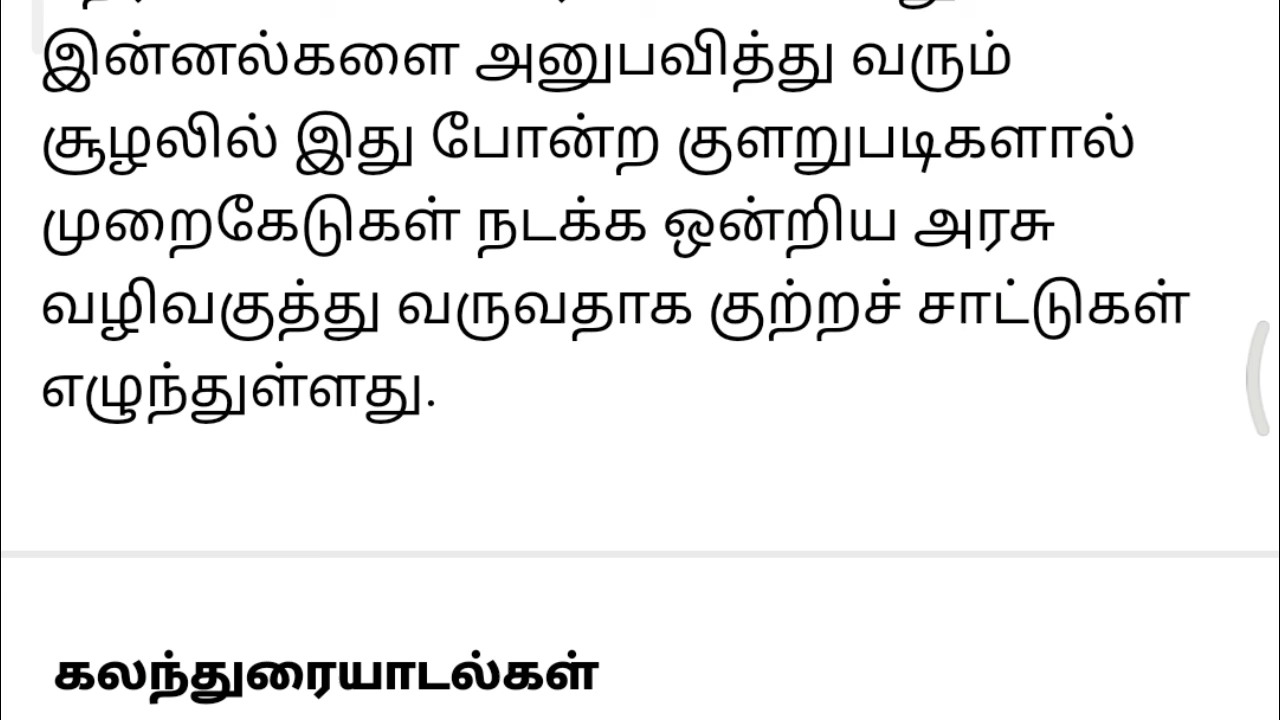 இன்னல்களை அனுபவித்து வரும்
சூழலில் இது போன்ற குளறுபடிகளால்
முறைகேடுகள் நடக்க ஒன்றிய அரசு
வழிவகுத்து வருவதாக குற்றச் சாட்டுகள்
எழுந்துள்ளது.
கலந்துரையாடல்கள்